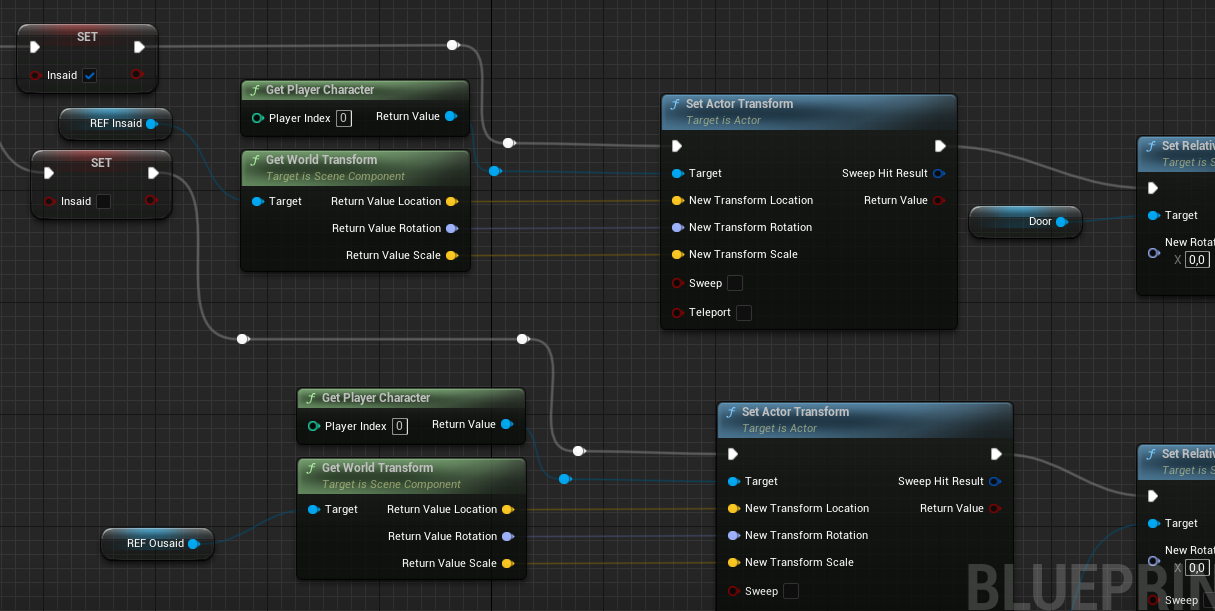 SET
Insaid
REF Insaid
SET
Insaid
f Get Player Character
Player Index 0 Return Value
f Get World Transform
Target is Scene Component
Target Return Value Location
Return Value Rotation
Return Value Scale
f Set Actor Transform
Target is Actor
Target Sweep Hit Result
New Transform Location Return Value
New Transform Rotation
New Transform Scale
Sweep
Teleport
Door
f Set Relativ
Target is S
Target
New Rota
X 0,0
f Get Player Character
Player Index 0 Return Value
f Get World Transform
Target is Scene Component
Target Return Value Location
Return Value Rotation
Return Value Scale
REF Ousaid
f Set Actor Transform
Target is Actor
Target Sweep Hit Result
New Transform Location Return Value
New Transform Rotation
New Transform Scale
Sweep
f Set Relativ
Target is S
Target
New Rota
X 0,0
Sweep
BLUEPRIN